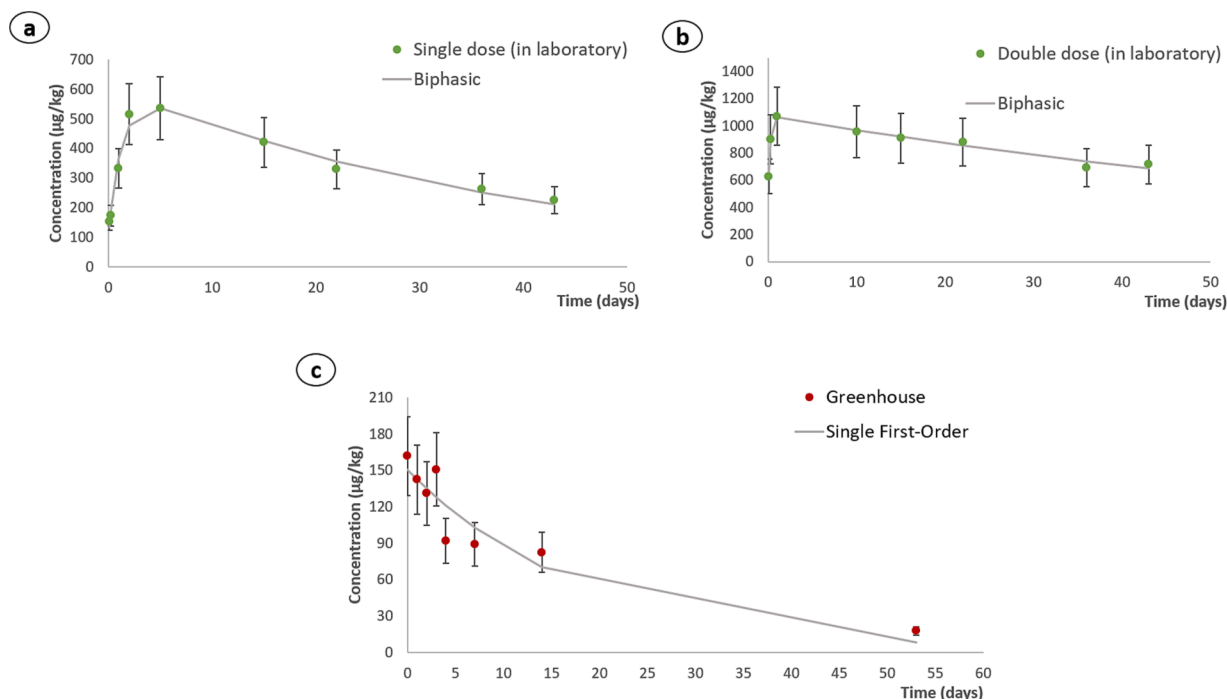 a
Single dose (in laboratory)
Biphasic
Concentration (µg/kg)
700
600
500
400
300
200
100
0
0 10 20 30 40 50
Time (days)
b
Double dose (in laboratory)
Biphasic
Concentration (µg/kg)
1400
1200
1000
800
600
400
200
0
0 10 20 30 40 50
Time (days)
c
Greenhouse
Single First-Order
Concentration (µg/kg)
210
180
150
120
90
60
30
0
0 5 10 15 20 25 30 35 40 45 50 55 60
Time (days)